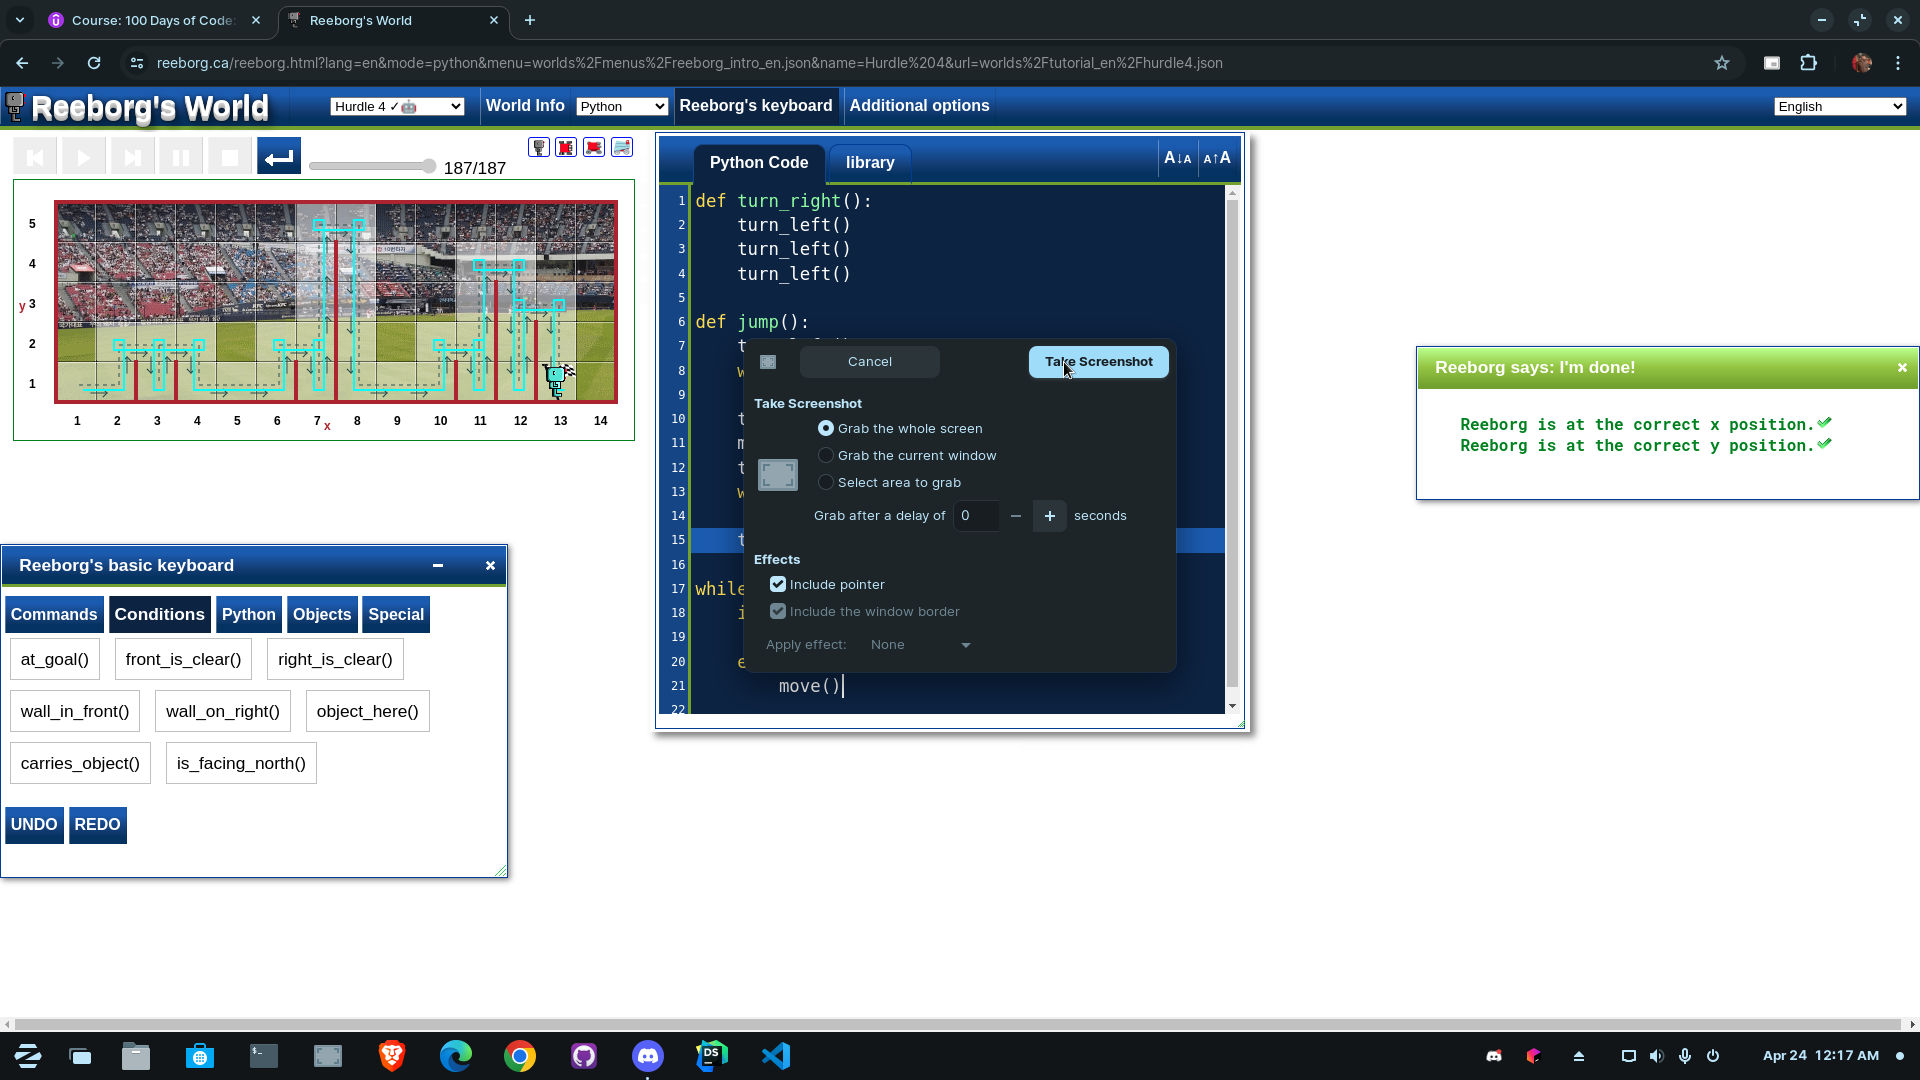 Course: 100 Days of Code:
Reeborg's World
reeborg.ca/reeborg.html?lang=en&mode=python&menu=worlds%2Fmenus%2Freeborg_intro_en.json&name=Hurdle%204&url=worlds%2Ftutorial_en%2Fhurdle4.json
Reeborg's World
Hurdle 4 ✓🤖
World Info
Python
Reeborg's keyboard
Additional options
English
187/187
5
4
y 3
2
1
1 2 3 4 5 6 7 x 8 9 10 11 12 13 14
Python Code
library
A↓A
A↑A
1 def turn_right():
2 turn_left()
3 turn_left()
4 turn_left()
5
6 def jump():
7
8
9
10
11
12
13
14
15
16
17 while
18
19
20
21 move()
22
Cancel
Take Screenshot
Take Screenshot
Grab the whole screen
Grab the current window
Select area to grab
Grab after a delay of 0 − + seconds
Effects
Include pointer
Include the window border
Apply effect: None
Reeborg says: I'm done!
Reeborg is at the correct x position.✔
Reeborg is at the correct y position.✔
Reeborg's basic keyboard
Commands
Conditions
Python
Objects
Special
at_goal()
front_is_clear()
right_is_clear()
wall_in_front()
wall_on_right()
object_here()
carries_object()
is_facing_north()
UNDO
REDO
DS
Apr 24 12:17 AM